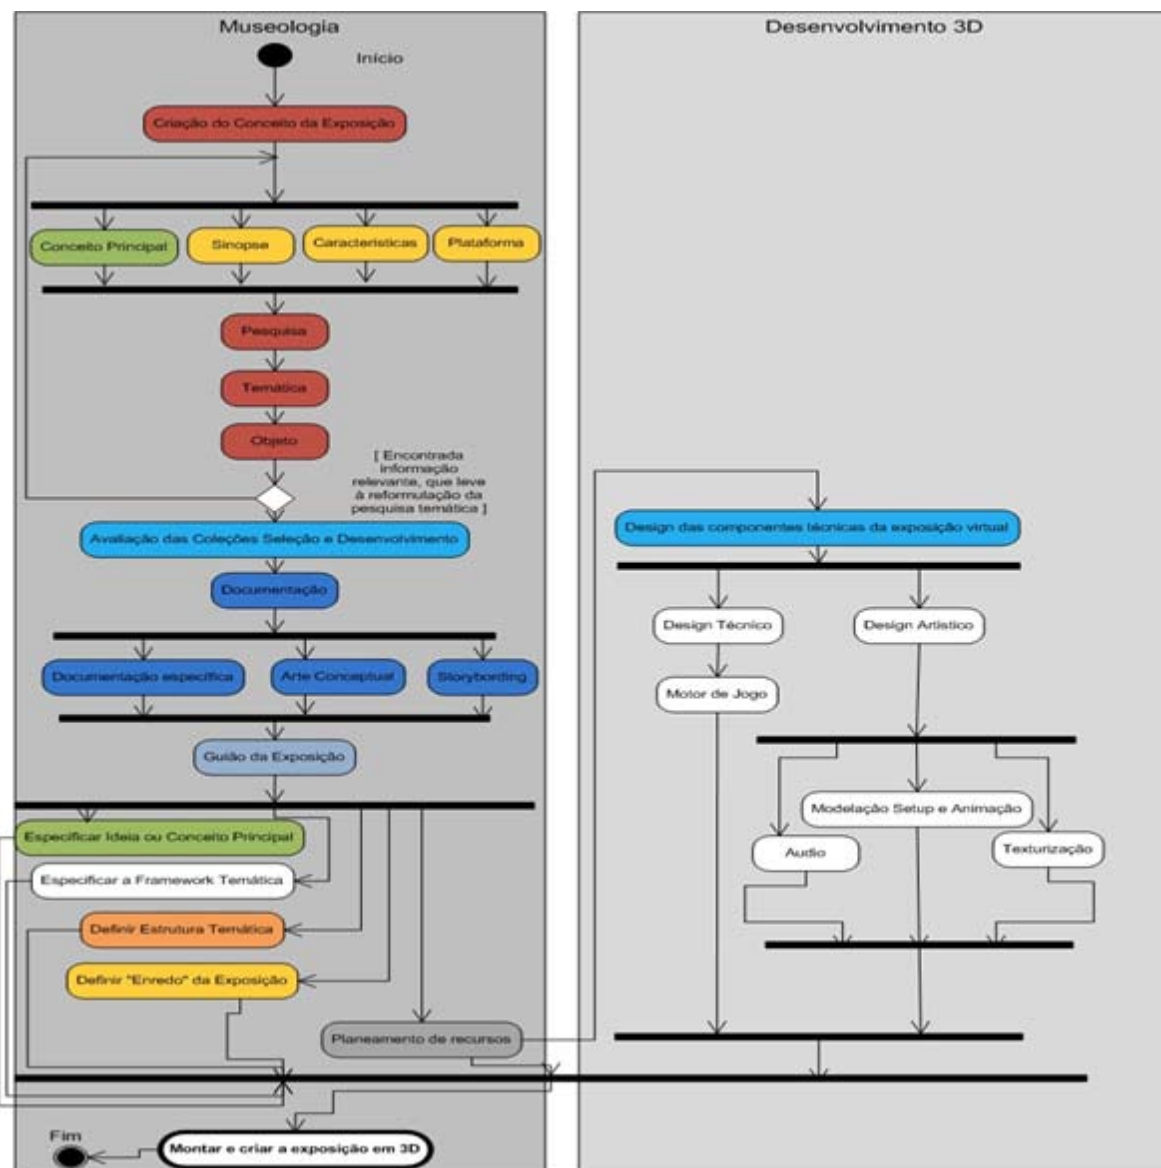 Museologia
Início
Criação do Conceito da Exposição
Conceito Principal
Sinopse
Características
Plataforma
Pesquisa
Temática
Objeto
[ Encontrada
informação
relevante, que leve
à reformulação da
pesquisa temática ]
Avaliação das Coleções Seleção e Desenvolvimento
Documentação
Documentação específica
Arte Conceptual
Storybording
Guião da Exposição
Especificar Ideia ou Conceito Principal
Especificar a Framework Temática
Definir Estrutura Temática
Definir "Enredo" da Exposição
Planeamento de recursos
Fim
Montar e criar a exposição em 3D
Desenvolvimento 3D
Design das componentes técnicas da exposição virtual
Design Técnico
Design Artístico
Motor de Jogo
Modelação Setup e Animação
Audio
Texturização